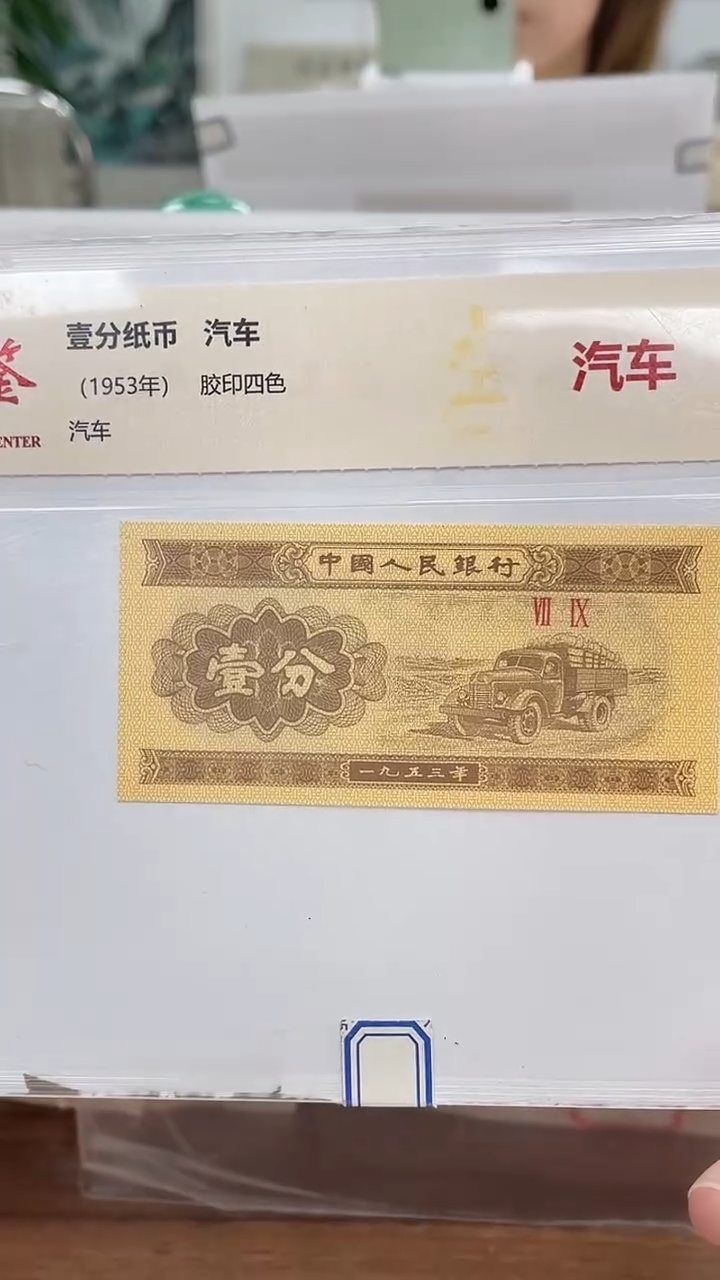 壹分纸币 汽车
(1953年) 胶印四色
汽车
鉴
ENTER
汽车
中國人民銀行
VII IX
壹分
一九五三年